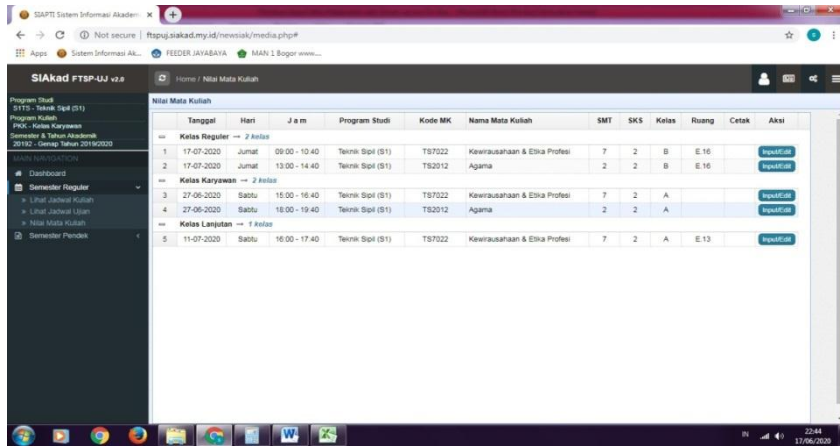 SIAPTI Sistem Informasi Akadem
Not secure | ftspuj.siakad.my.id/newsiak/media.php#
Apps Sistem Informasi Ak... FEEDER JAYABAYA MAN 1 Bogor www....
SIAkad FTSP-UJ v2.0
Home / Nilai Mata Kuliah
Program Studi
S1TS - Teknik Sipil (S1)
Program Kuliah
PKK - Kelas Karyawan
Semester & Tahun Akademik
20192 - Genap Tahun 2019/2020
MAIN NAVIGATION
Dashboard
Semester Reguler
Lihat Jadwal Kuliah
Lihat Jadwal Ujian
Nilai Mata Kuliah
Semester Pendek
Nilai Mata Kuliah
Tanggal Hari Jam Program Studi Kode MK Nama Mata Kuliah SMT SKS Kelas Ruang Cetak Aksi
Kelas Reguler → 2 kelas
1 17-07-2020 Jumat 09:00 - 10:40 Teknik Sipil (S1) TS7022 Kewirausahaan & Etika Profesi 7 2 B E.16 Input/Edit
2 17-07-2020 Jumat 13:00 - 14:40 Teknik Sipil (S1) TS2012 Agama 2 2 B E.16 Input/Edit
Kelas Karyawan → 2 kelas
3 27-06-2020 Sabtu 15:00 - 16:40 Teknik Sipil (S1) TS7022 Kewirausahaan & Etika Profesi 7 2 A Input/Edit
4 27-06-2020 Sabtu 18:00 - 19:40 Teknik Sipil (S1) TS2012 Agama 2 2 A Input/Edit
Kelas Lanjutan → 1 kelas
5 11-07-2020 Sabtu 16:00 - 17:40 Teknik Sipil (S1) TS7022 Kewirausahaan & Etika Profesi 7 2 A E.13 Input/Edit
IN 22:44
17/06/2020